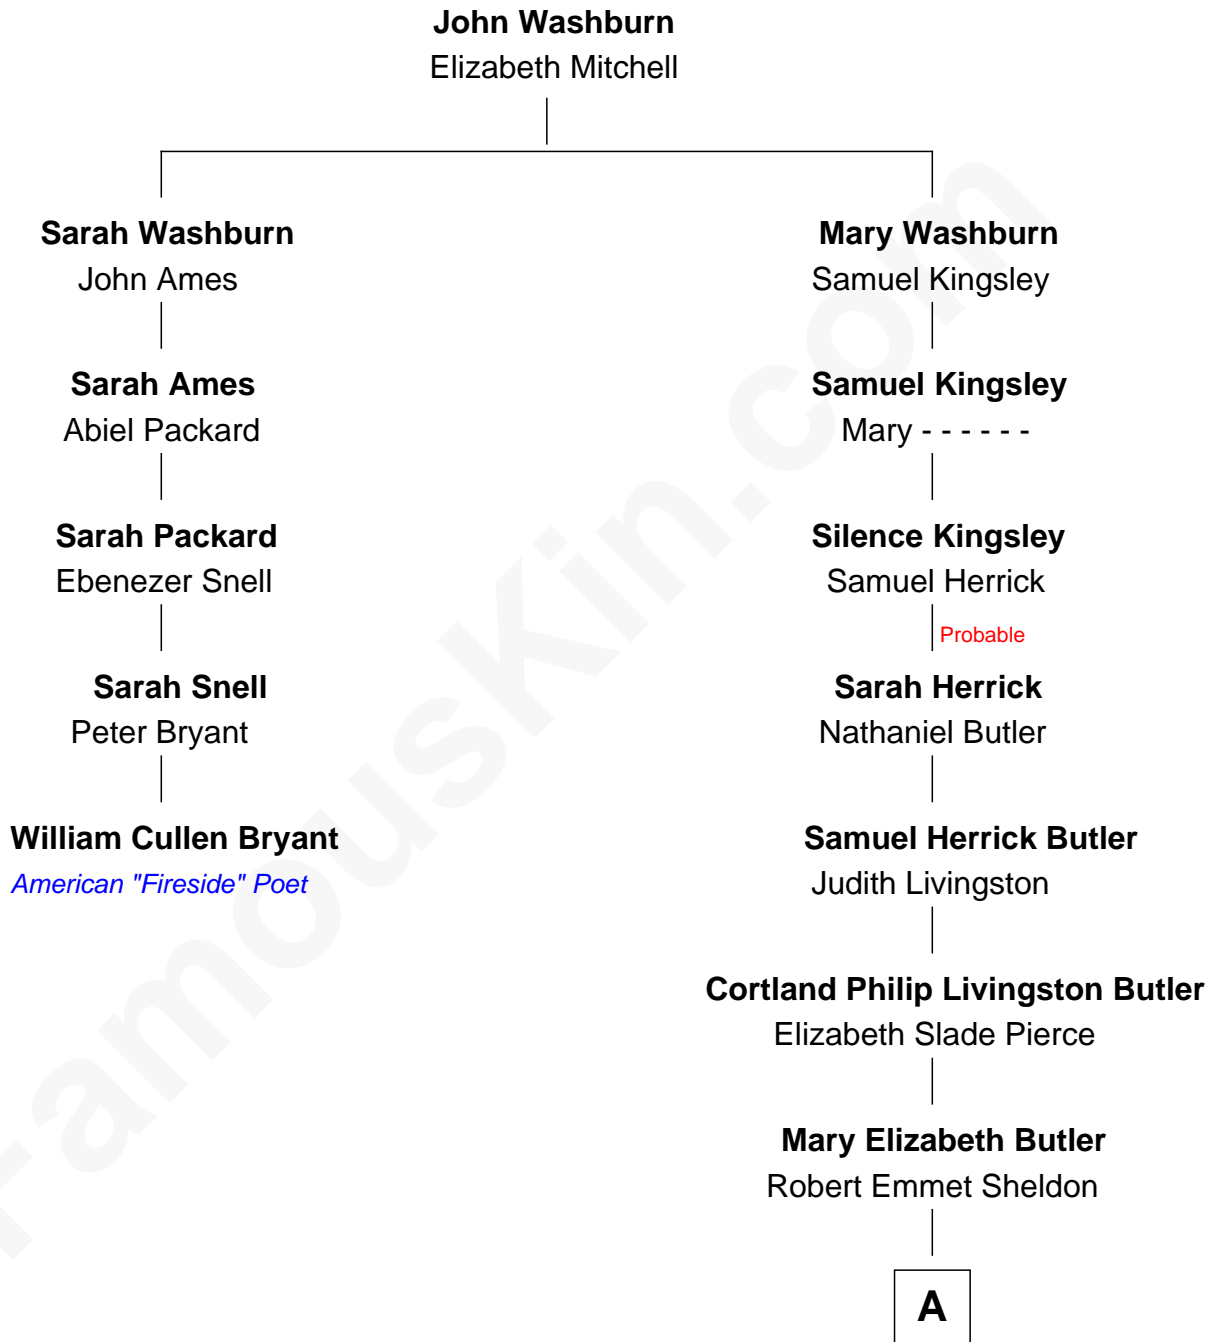 John Washburn
Elizabeth Mitchell
Sarah Washburn
John Ames
Mary Washburn
Samuel Kingsley
Sarah Ames
Abiel Packard
Samuel Kingsley
Mary - - - - - -
Sarah Packard
Ebenezer Snell
Silence Kingsley
Samuel Herrick
Probable
Sarah Snell
Peter Bryant
Sarah Herrick
Nathaniel Butler
William Cullen Bryant
American "Fireside" Poet
Samuel Herrick Butler
Judith Livingston
Cortland Philip Livingston Butler
Elizabeth Slade Pierce
Mary Elizabeth Butler
Robert Emmet Sheldon
A
FamousKin.com